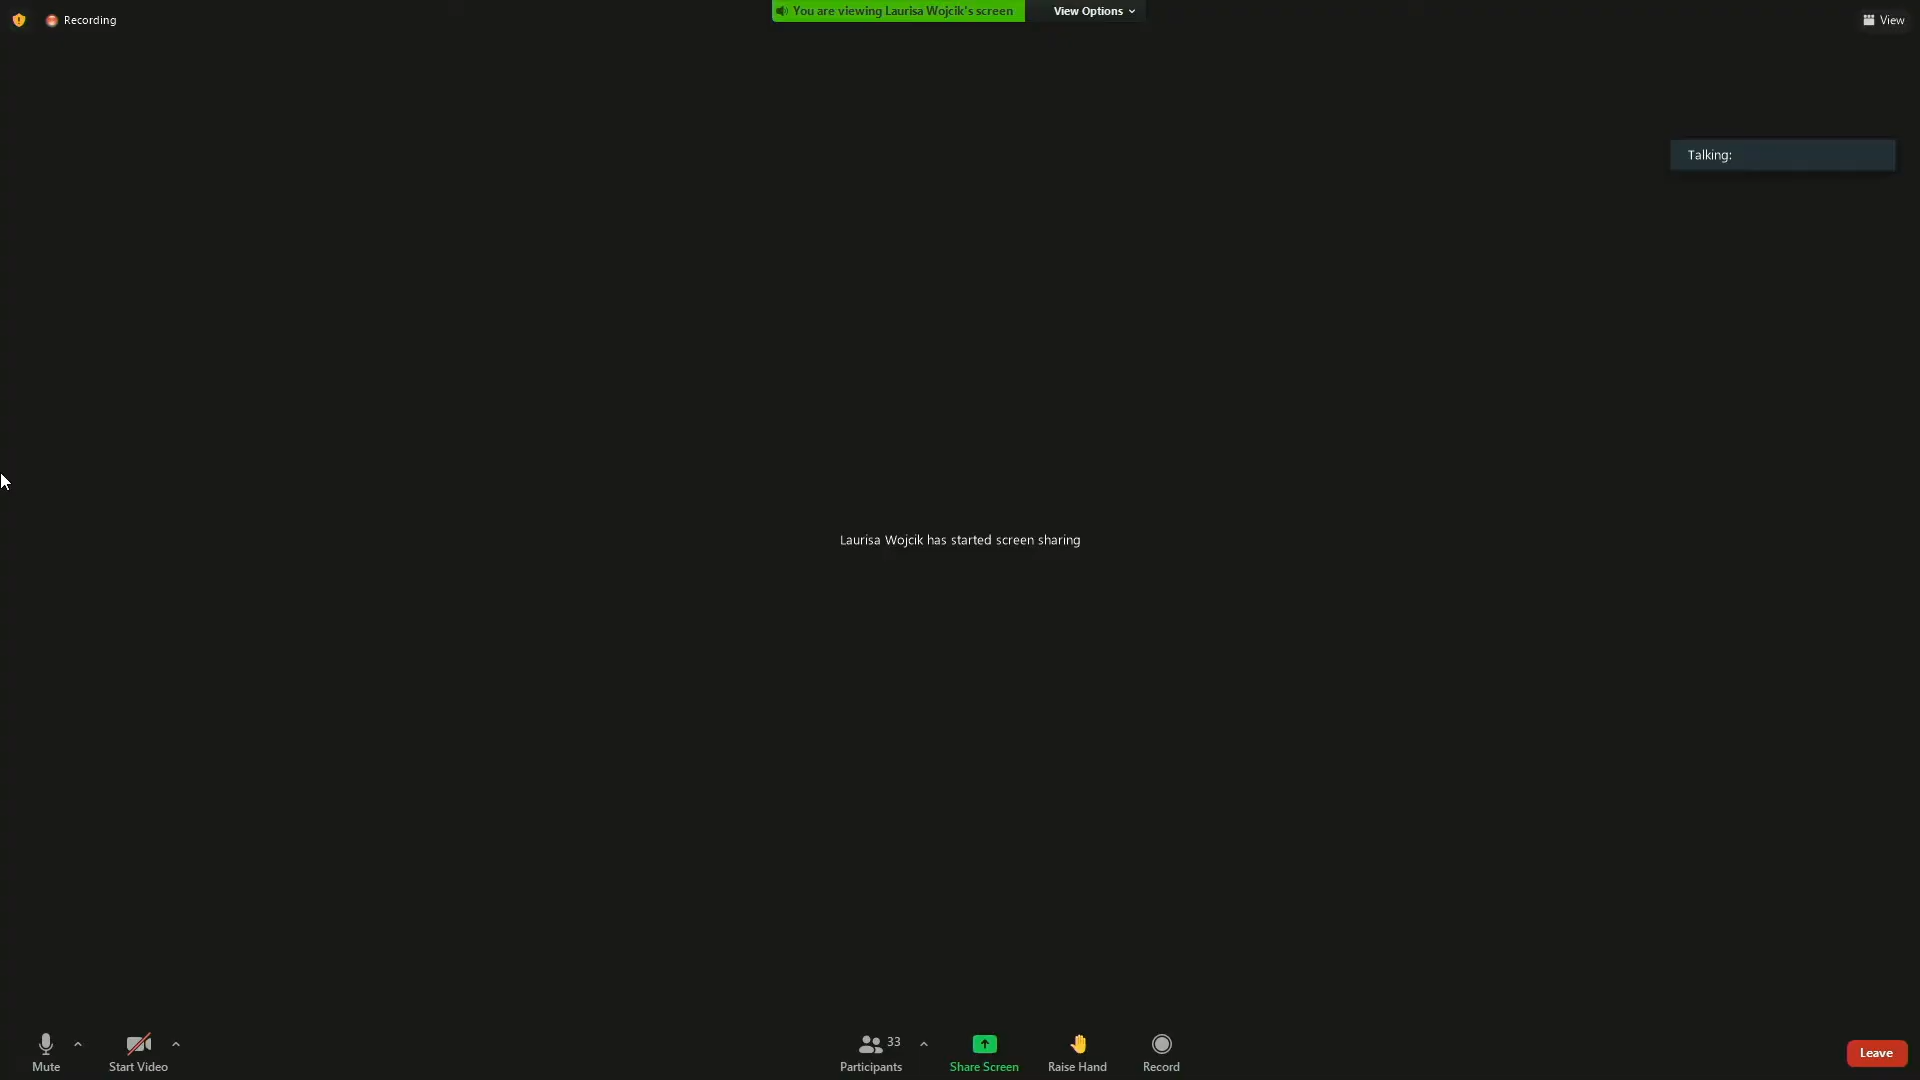 Recording
You are viewing Laurisa Wojcik's screen
View Options
View
Talking:
Laurisa Wojcik has started screen sharing
Mute
Start Video
Participants
33
Share Screen
Raise Hand
Record
Leave